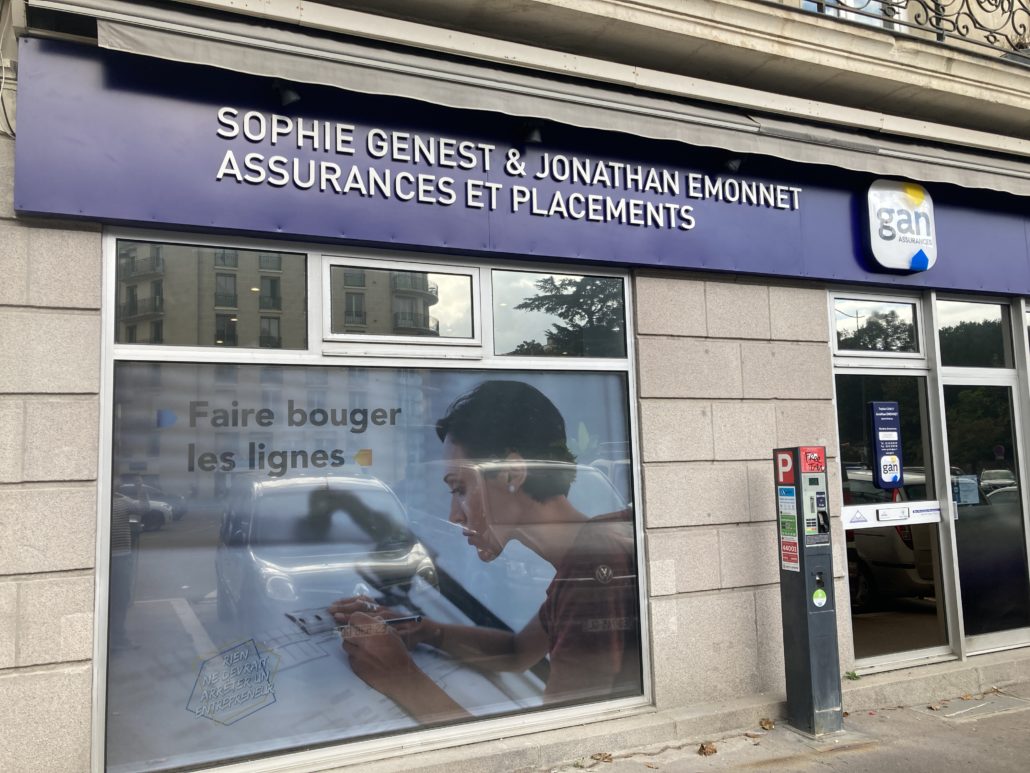 SOPHIE GENEST & JONATHAN EMONNET
ASSURANCES ET PLACEMENTS
gan
ASSURANCES
Faire bouger
les lignes
RIEN
NE DEVRAIT
ARRÊTER UN
ENTREPRENEUR
P
44003
gan